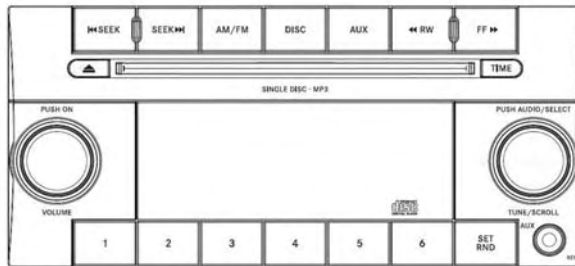 SEEK SEEK AM/FM DISC AUX RW FF
TIME
SINGLE DISC - MP3
PUSH ON PUSH AUDIO/SELECT
disc
VOLUME TUNE/SCROLL
1 2 3 4 5 6 SET RND AUX